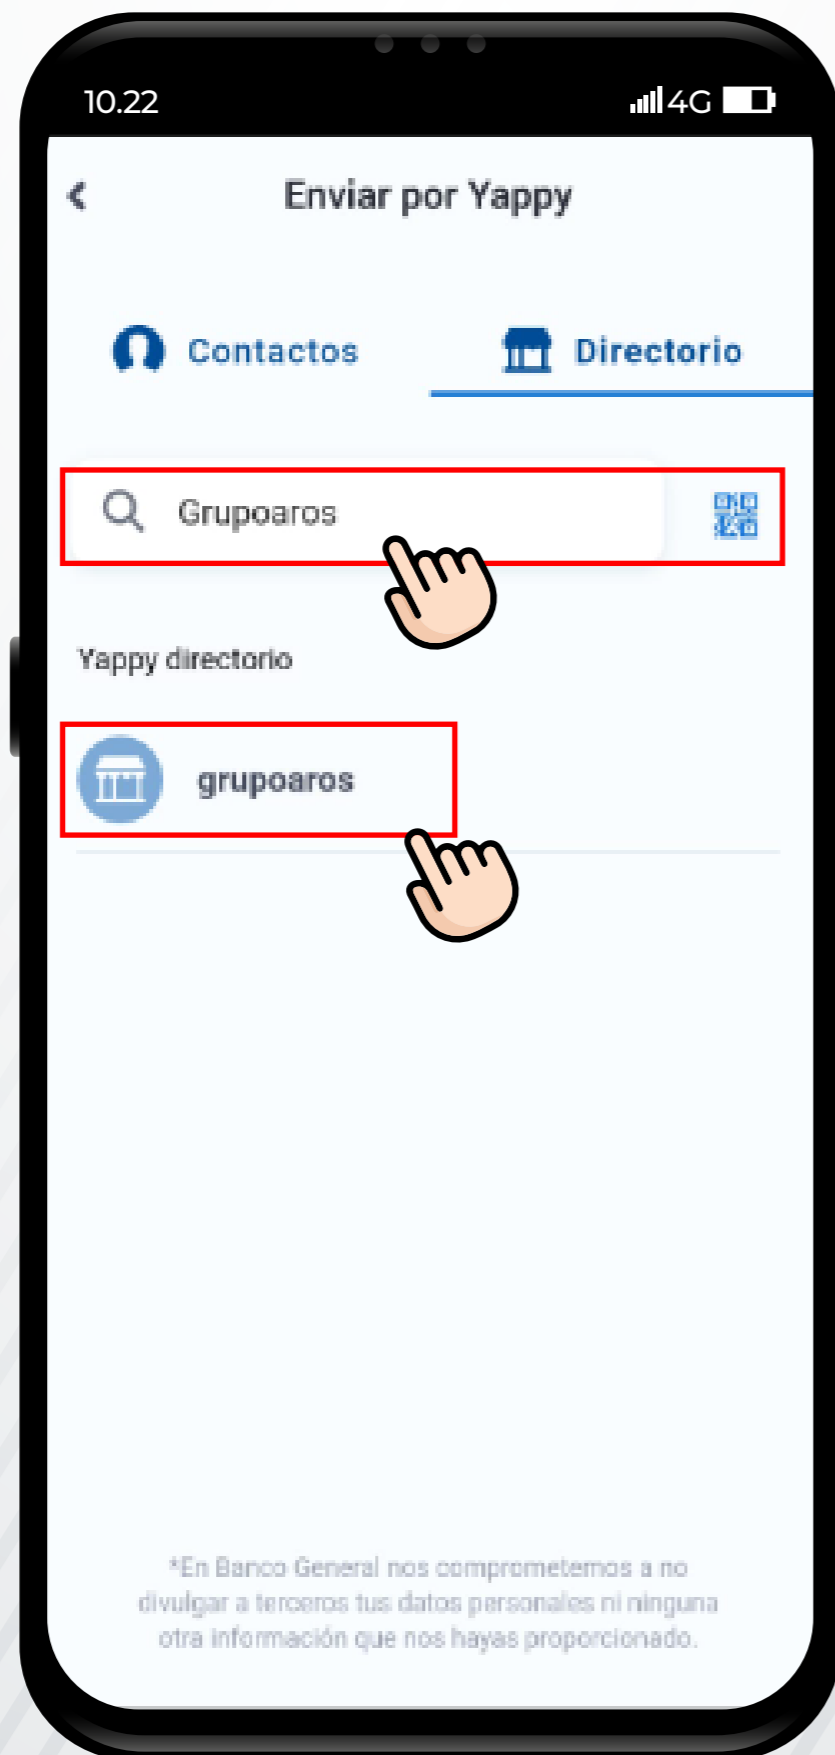 10.22
4G
Enviar por Yappy
Contactos
Directorio
Grupoaros
Yappy directorio
grupoaros
*En Banco General nos comprometemos a no
divulgar a terceros tus datos personales ni ninguna
otra información que nos hayas proporcionado.